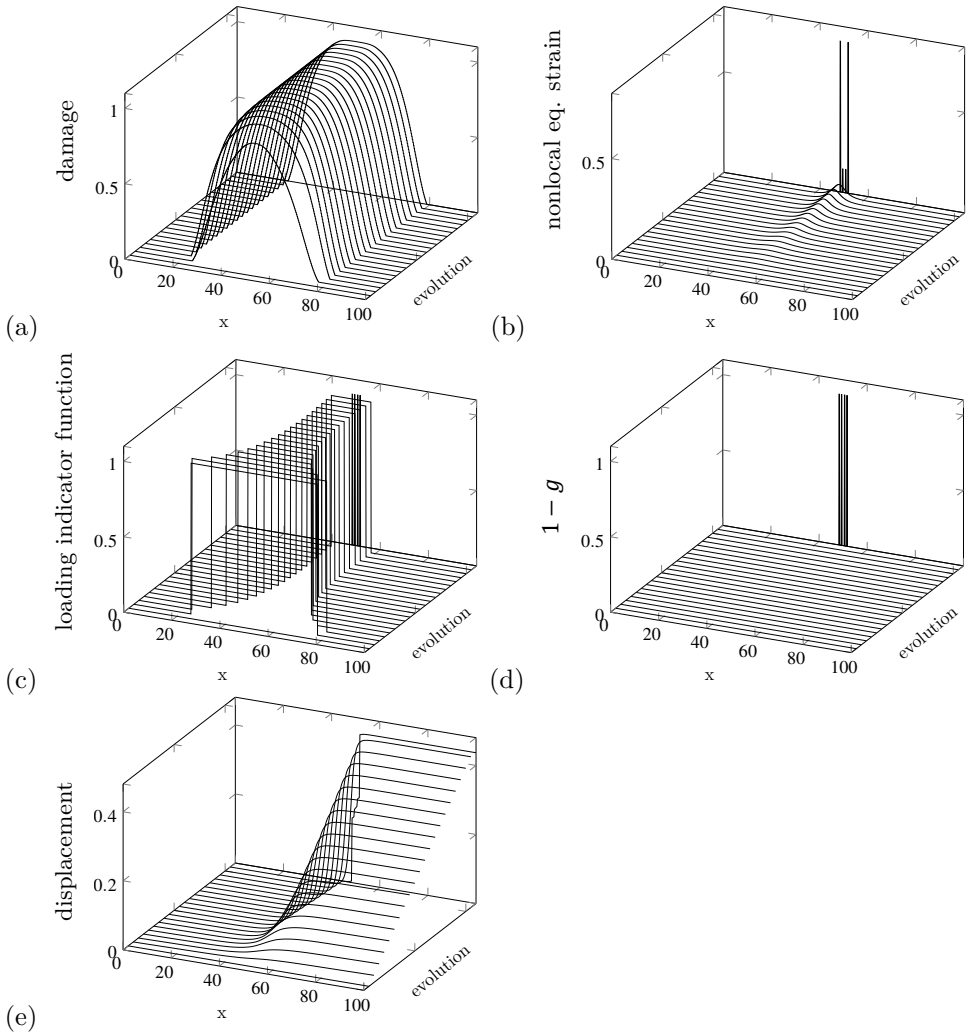 damage
1
0.5
0
0
20
40
60
80
100
x
evolution
(a)
nonlocal eq. strain
0.5
0
0
20
40
60
80
100
x
evolution
(b)
loading indicator function
1
0.5
0
0
20
40
60
80
100
x
evolution
(c)
1 − g
1
0.5
0
0
20
40
60
80
100
x
evolution
(d)
displacement
0.4
0.2
0
0
20
40
60
80
100
x
evolution
(e)